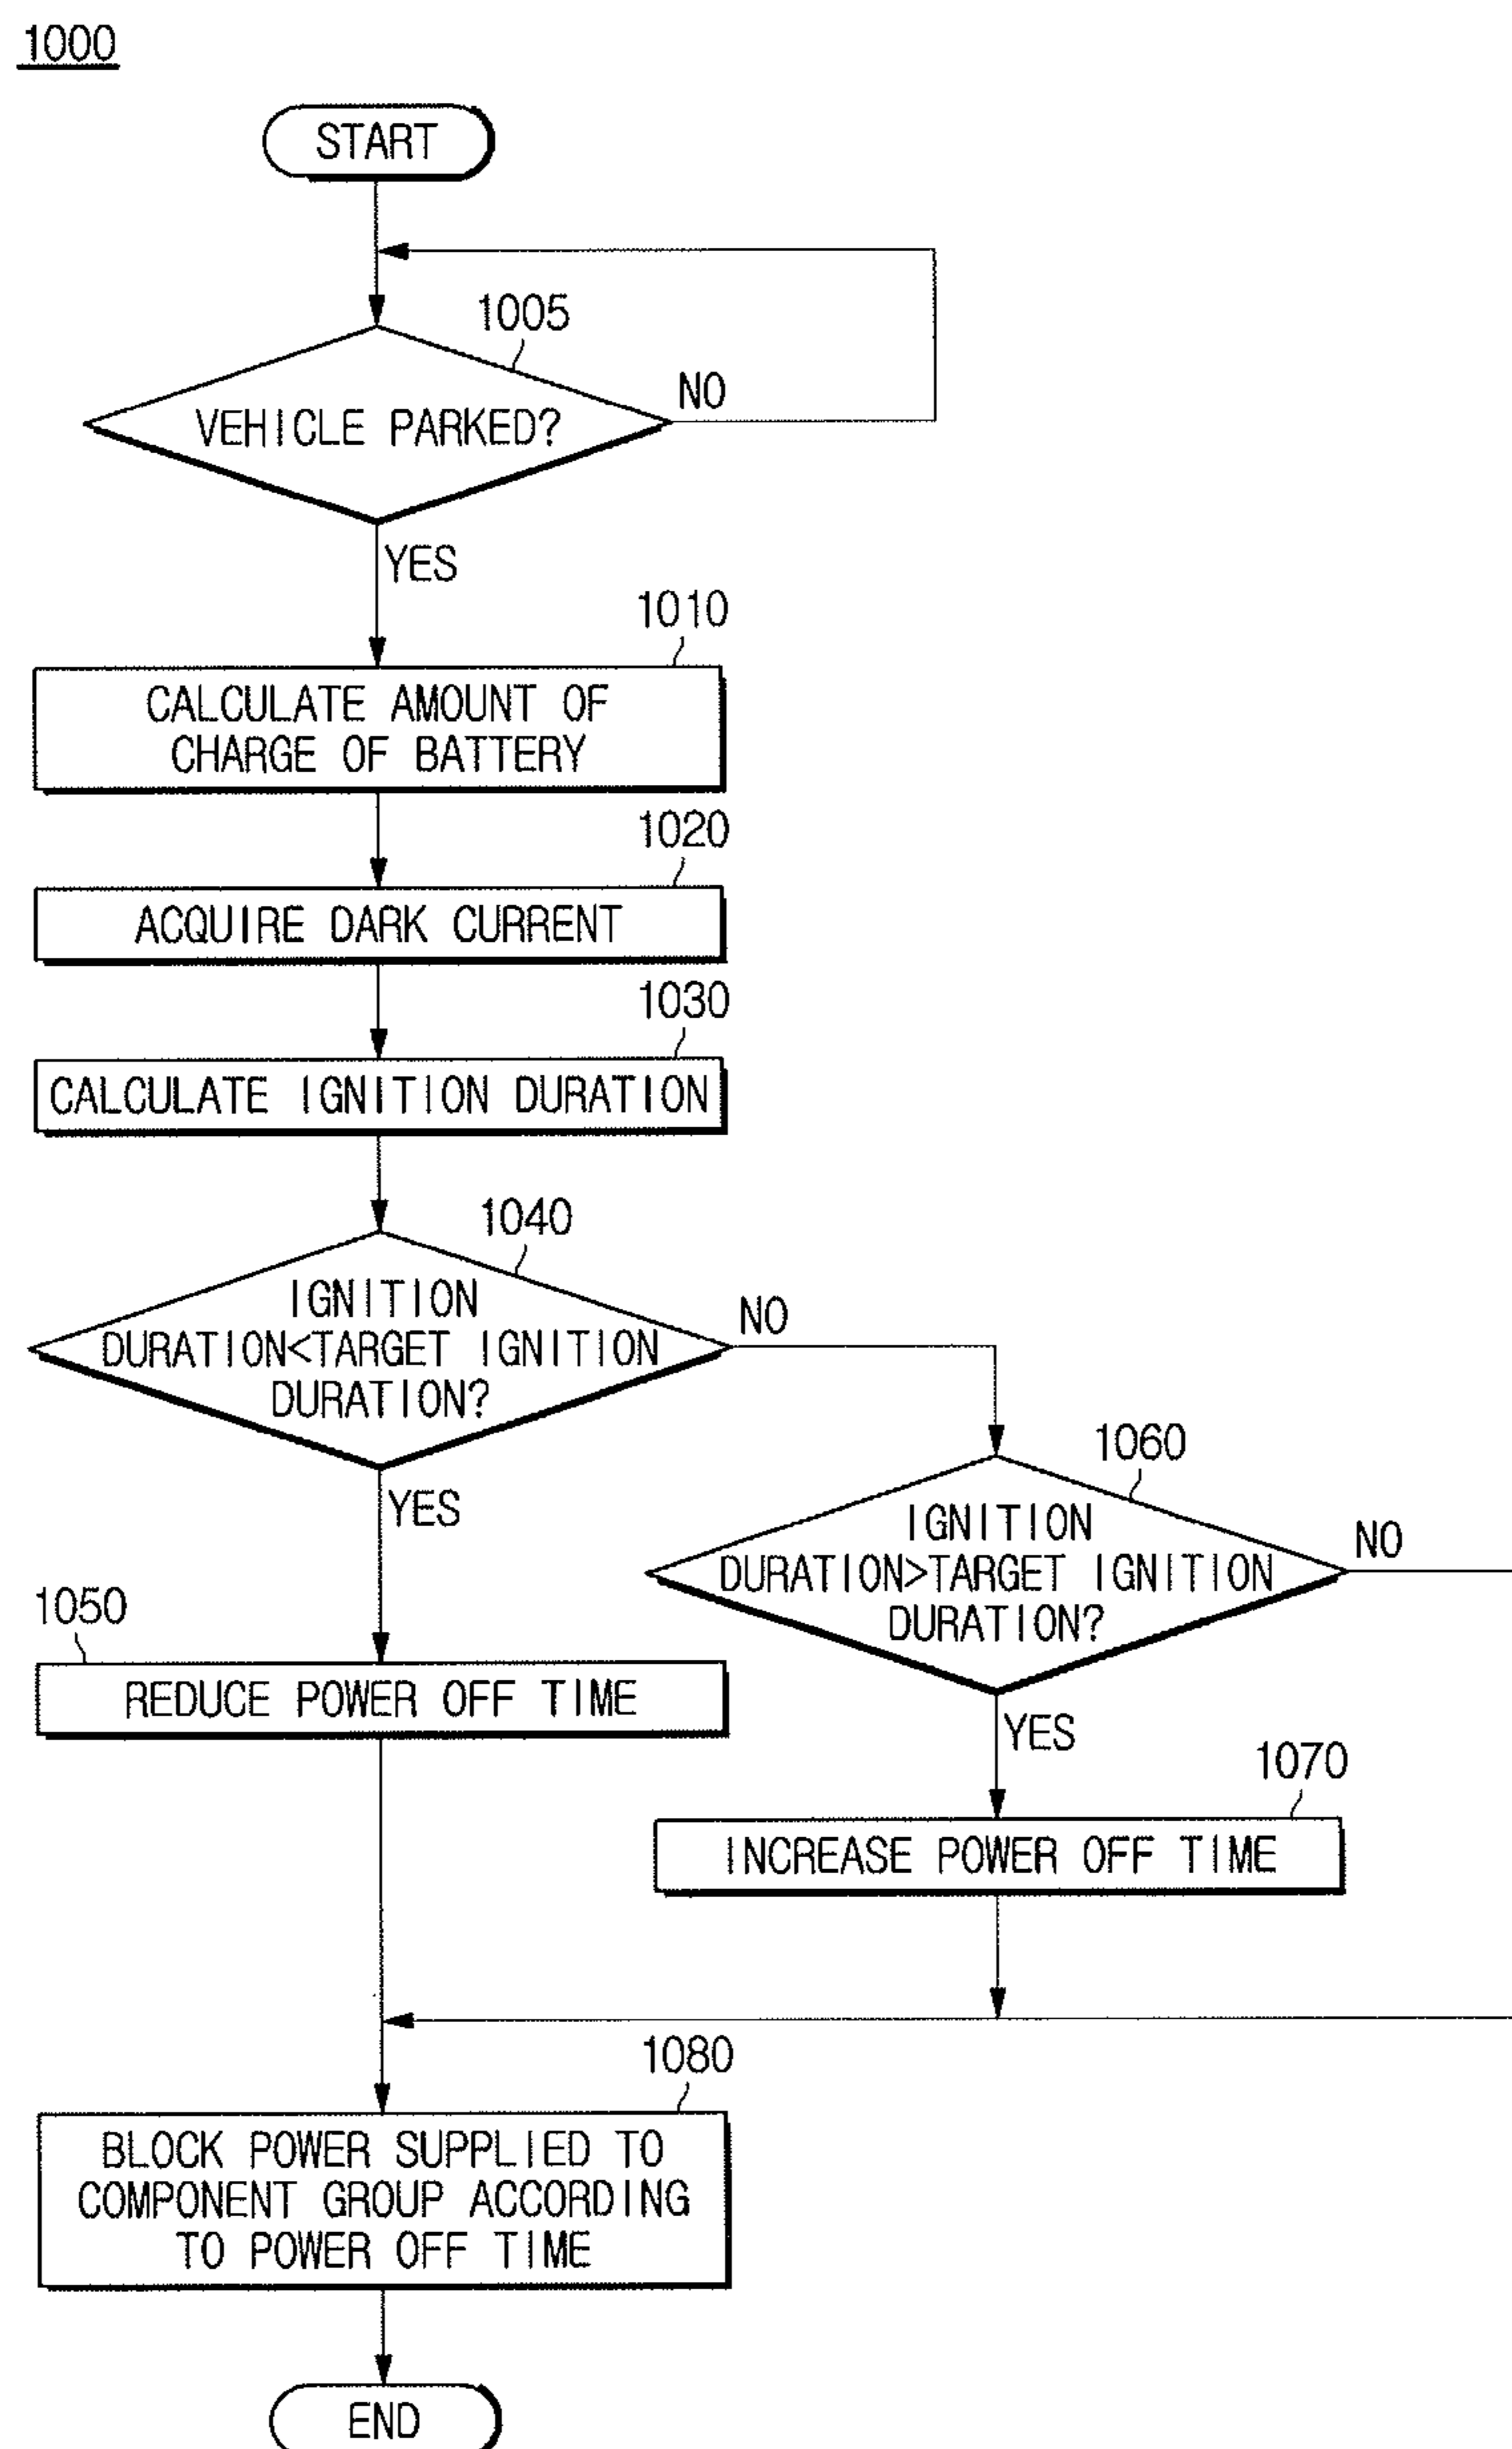 1000
START
1005
VEHICLE PARKED?
NO
YES
1010
CALCULATE AMOUNT OF
CHARGE OF BATTERY
1020
ACQUIRE DARK CURRENT
1030
CALCULATE IGNITION DURATION
1040
IGNITION
DURATION<TARGET IGNITION
DURATION?
NO
YES
1060
IGNITION
DURATION>TARGET IGNITION
DURATION?
NO
YES
1050
REDUCE POWER OFF TIME
1070
INCREASE POWER OFF TIME
1080
BLOCK POWER SUPPLIED TO
COMPONENT GROUP ACCORDING
TO POWER OFF TIME
END